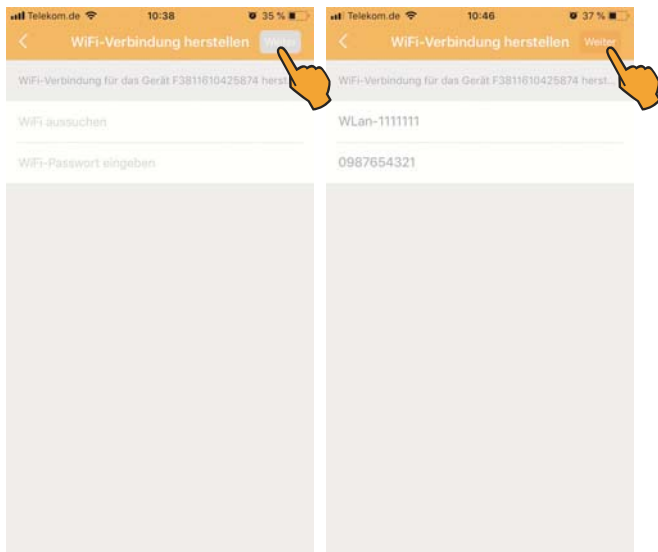 Telekom.de 10:38 35 %
WiFi-Verbindung herstellen Weiter
WiFi-Verbindung für das Gerät F3811610425874 herst
WiFi aussuchen
WiFi-Passwort eingeben
Telekom.de 10:46 37 %
WiFi-Verbindung herstellen Weiter
WiFi-Verbindung für das Gerät F3811610425874 herst...
WLan-1111111
0987654321